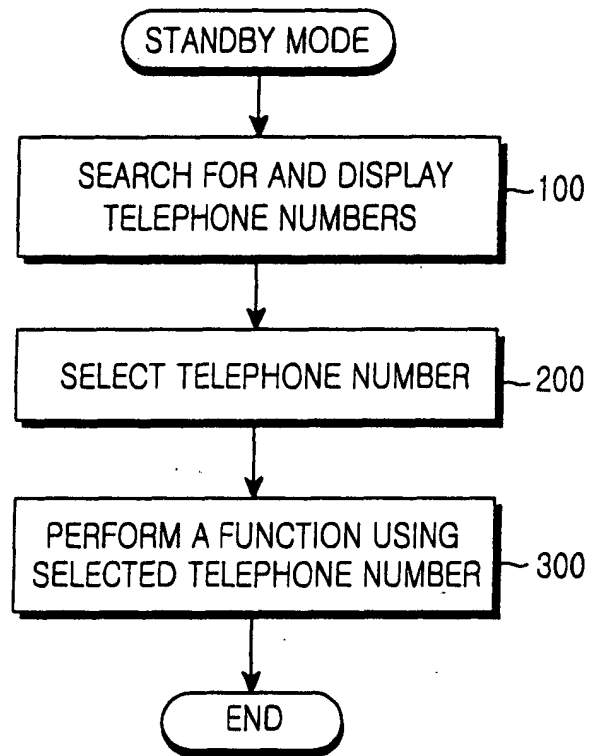 STANDBY MODE
SEARCH FOR AND DISPLAY
TELEPHONE NUMBERS
100
SELECT TELEPHONE NUMBER
200
PERFORM A FUNCTION USING
SELECTED TELEPHONE NUMBER
300
END